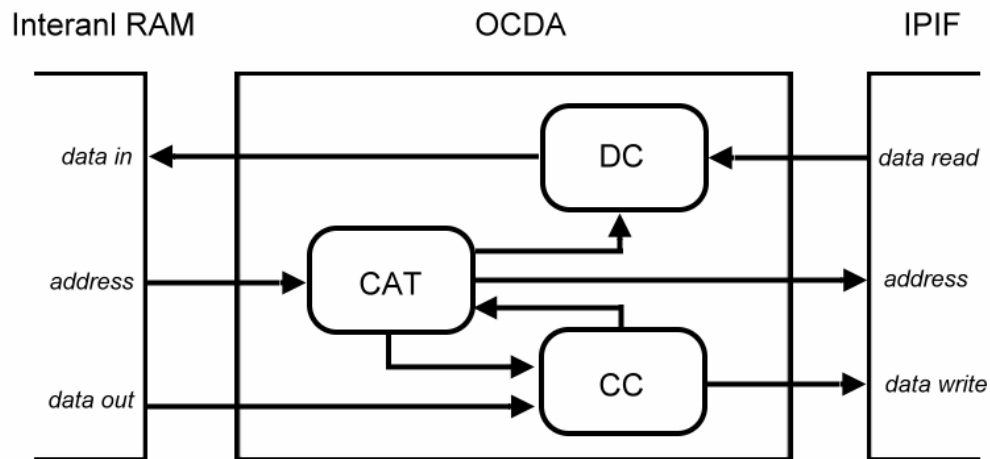 Interanl RAM
OCDA
IPIF
data in
DC
data read
address
CAT
address
data out
CC
data write